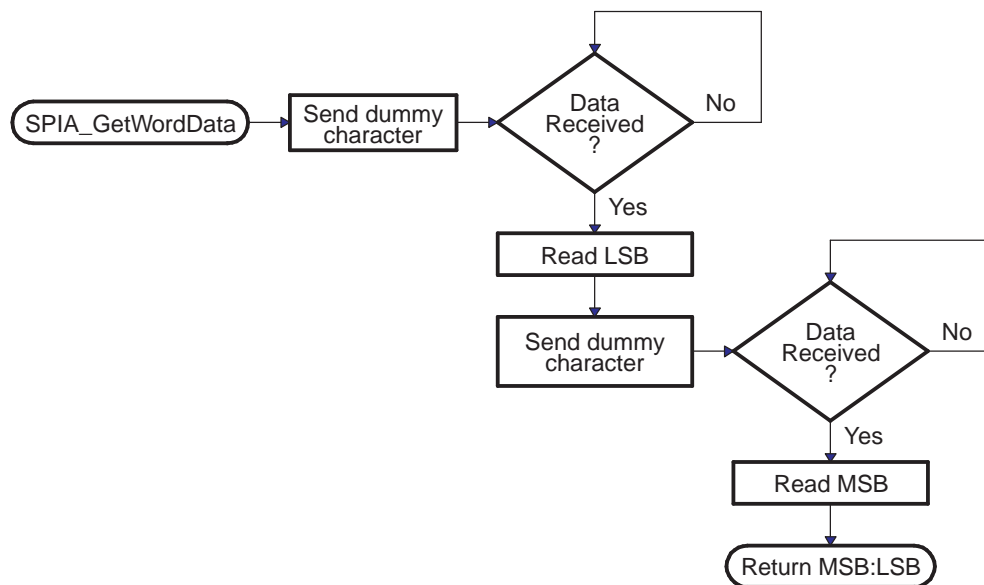 SPIA_GetWordData
Send dummy
character
Data
Received
?
No
Yes
Read LSB
Send dummy
character
Data
Received
?
No
Yes
Read MSB
Return MSB:LSB